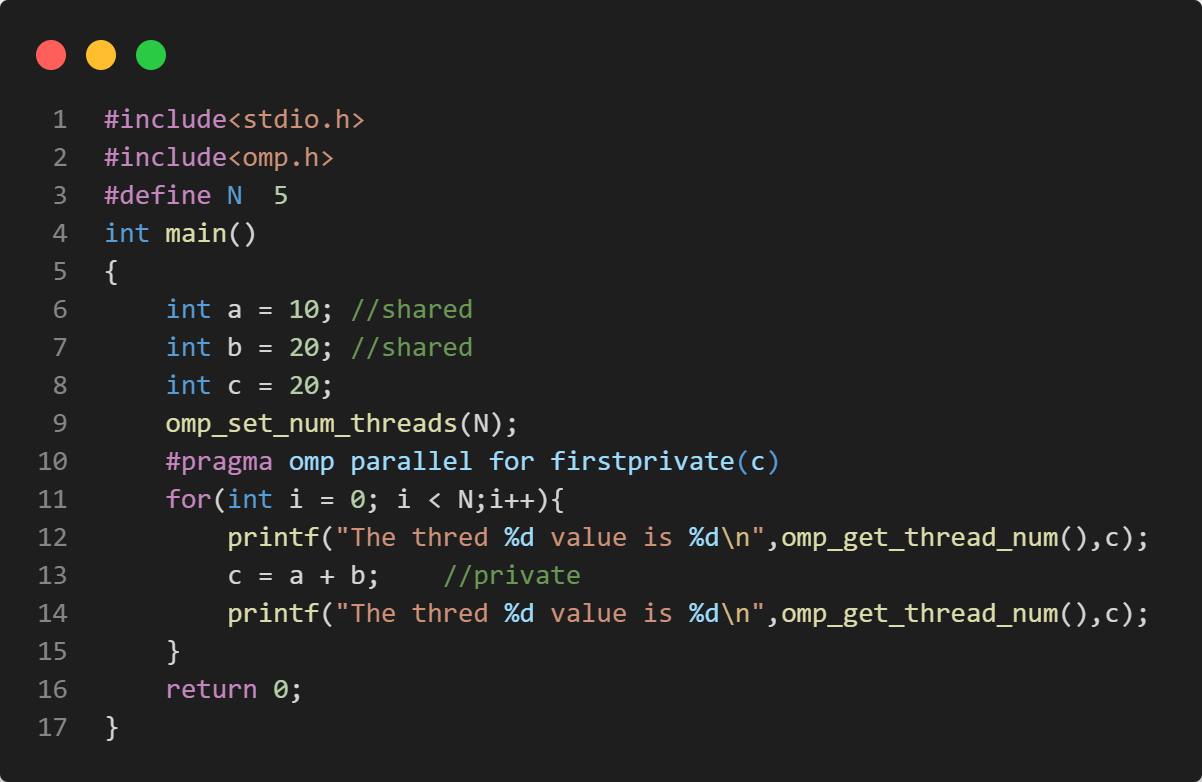 1 #include<stdio.h>
2 #include<omp.h>
3 #define N  5
4 int main()
5 {
6     int a = 10; //shared
7     int b = 20; //shared
8     int c = 20;
9     omp_set_num_threads(N);
10     #pragma omp parallel for firstprivate(c)
11     for(int i = 0; i < N;i++){
12         printf("The thred %d value is %d\n",omp_get_thread_num(),c);
13         c = a + b;    //private
14         printf("The thred %d value is %d\n",omp_get_thread_num(),c);
15     }
16     return 0;
17 }